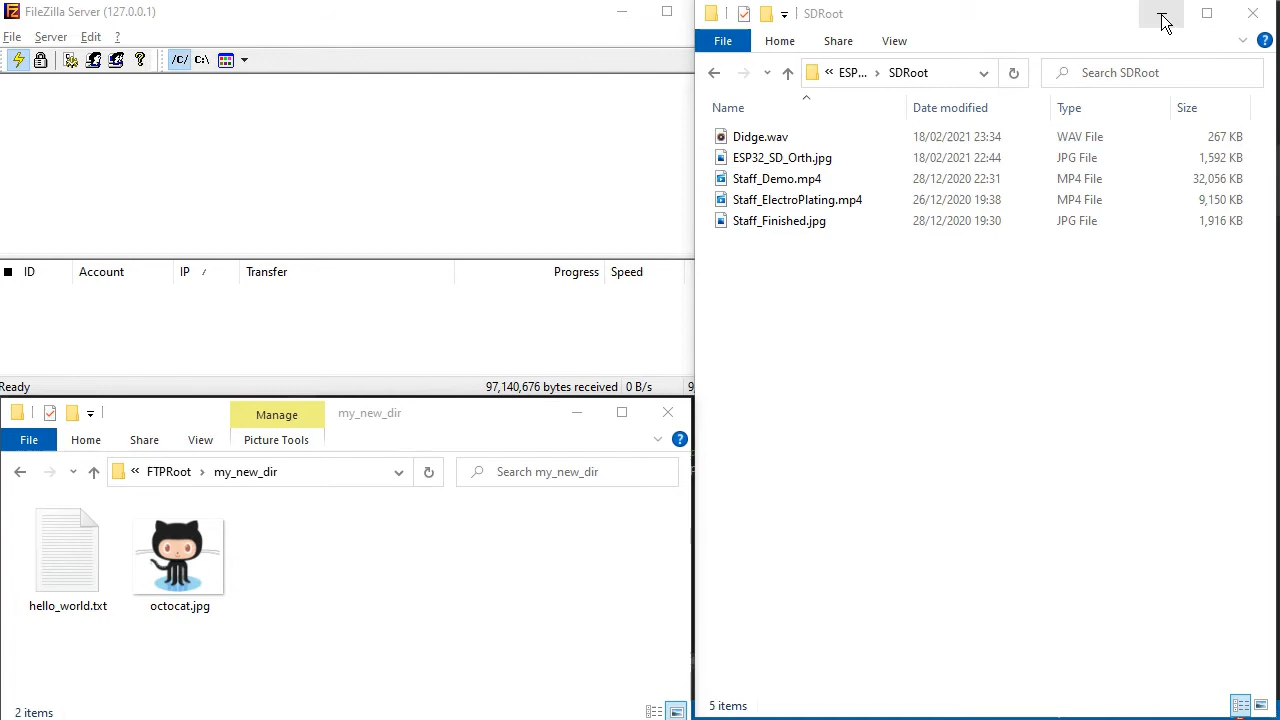 FileZilla Server (127.0.0.1)
File Server Edit ?
/C/ C:\
ID Account IP / Transfer Progress Speed
Ready 97,140,676 bytes received 0 B/s
Manage my_new_dir
File Home Share View Picture Tools
« FTPRoot › my_new_dir Search my_new_dir
hello_world.txt octocat.jpg
2 items
SDRoot
File Home Share View
« ESP... › SDRoot Search SDRoot
Name Date modified Type Size
Didge.wav 18/02/2021 23:34 WAV File 267 KB
ESP32_SD_Orth.jpg 18/02/2021 22:44 JPG File 1,592 KB
Staff_Demo.mp4 28/12/2020 22:31 MP4 File 32,056 KB
Staff_ElectroPlating.mp4 26/12/2020 19:38 MP4 File 9,150 KB
Staff_Finished.jpg 28/12/2020 19:30 JPG File 1,916 KB
5 items